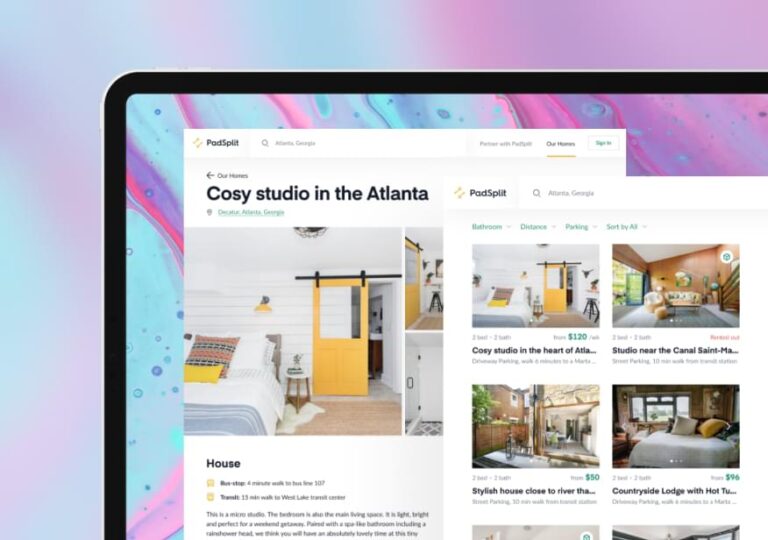 PadSplit
Atlanta, Georgia
Partner with PadSplit
Our Homes
Sign In
Our Homes
Cosy studio in the Atlanta
Decatur, Atlanta, Georgia
House
Bus-stop: 4 minute walk to bus line 107
Transit: 15 min walk to West Lake transit center
This is a micro studio. The bedroom is also the main living space. It is light, bright
and perfect for a weekend getaway. Paired with a spa-like bathroom including a
rainshower head, we think you will have an absolutely lovely time at this tiny
PadSplit
Atlanta, Georgia
Bathroom
Distance
Parking
Sort by All
2 bed • 2 bath
from $120 /wk
Cosy studio in the heart of Atla...
Driveway Parking, walk 6 minutes to a Marta ...
2 bed • 2 bath
Rented out
Studio near the Canal Saint-Ma...
Street Parking, 10 min walk from transit station
2 bed • 2 bath
from $50
Stylish house close to river tha...
Street Parking, 10 min walk from transit station
2 bed • 2 bath
from $96
Countryside Lodge with Hot Tu...
Driveway Parking, walk 6 minutes to a Marta ...